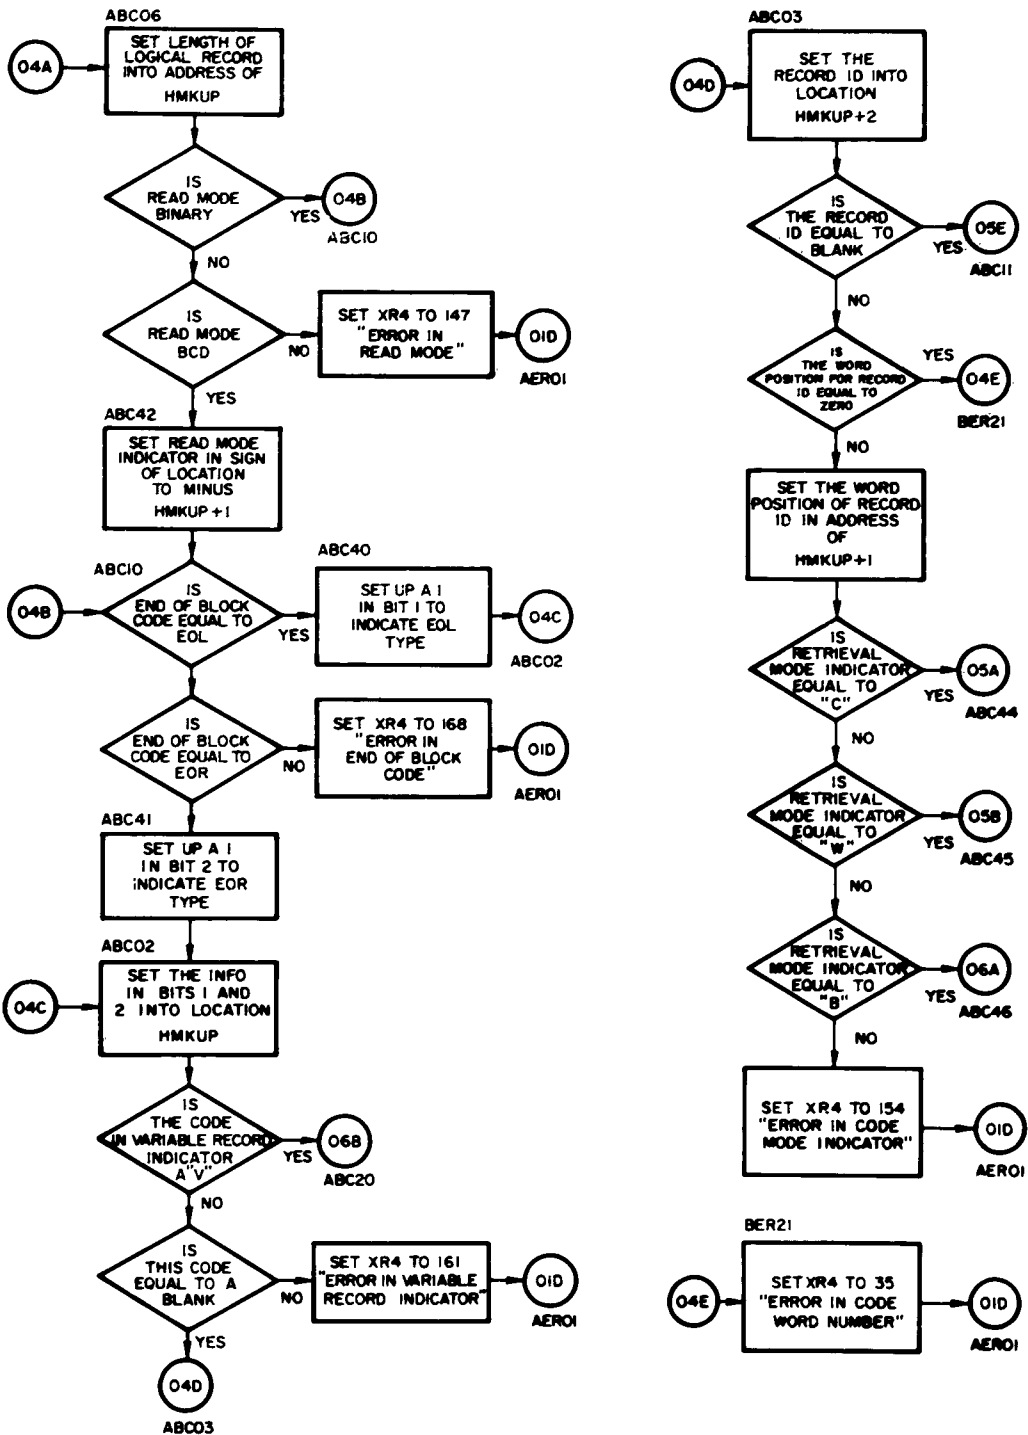 ABC06
04A
SET LENGTH OF
LOGICAL RECORD
INTO ADDRESS OF
HMKUP
IS
READ MODE
BINARY
YES
04B
ABC10
NO
IS
READ MODE
BCD
NO
SET XR4 TO 147
"ERROR IN
READ MODE"
01D
AER01
YES
ABC42
SET READ MODE
INDICATOR IN SIGN
OF LOCATION
TO MINUS
HMKUP+1
ABC10
04B
IS
END OF BLOCK
CODE EQUAL TO
EOL
YES
ABC40
SET UP A 1
IN BIT 1 TO
INDICATE EOL
TYPE
04C
ABC02
IS
END OF BLOCK
CODE EQUAL TO
EOR
NO
SET XR4 TO 168
"ERROR IN
END OF BLOCK
CODE"
01D
AER01
ABC41
SET UP A 1
IN BIT 2 TO
INDICATE EOR
TYPE
ABC02
04C
SET THE INFO
IN BITS 1 AND
2 INTO LOCATION
HMKUP
IS
THE CODE
IN VARIABLE RECORD
INDICATOR
A "V"
YES
06B
ABC20
NO
IS
THIS CODE
EQUAL TO A
BLANK
NO
SET XR4 TO 161
"ERROR IN VARIABLE
RECORD INDICATOR"
01D
AER01
YES
04D
ABC03
ABC03
04D
SET THE
RECORD ID INTO
LOCATION
HMKUP+2
IS
THE RECORD
ID EQUAL TO
BLANK
YES
05E
ABC11
NO
IS
THE WORD
POSITION FOR RECORD
ID EQUAL TO
ZERO
YES
04E
BER21
NO
SET THE WORD
POSITION OF RECORD
ID IN ADDRESS
OF
HMKUP+1
IS
RETRIEVAL
MODE INDICATOR
EQUAL TO
"C"
YES
05A
ABC44
NO
IS
RETRIEVAL
MODE INDICATOR
EQUAL TO
"W"
YES
05B
ABC45
NO
IS
RETRIEVAL
MODE INDICATOR
EQUAL TO
"B"
YES
06A
ABC46
NO
SET XR4 TO 154
"ERROR IN CODE
MODE INDICATOR"
01D
AER01
BER21
04E
SET XR4 TO 35
"ERROR IN CODE
WORD NUMBER"
01D
AER01